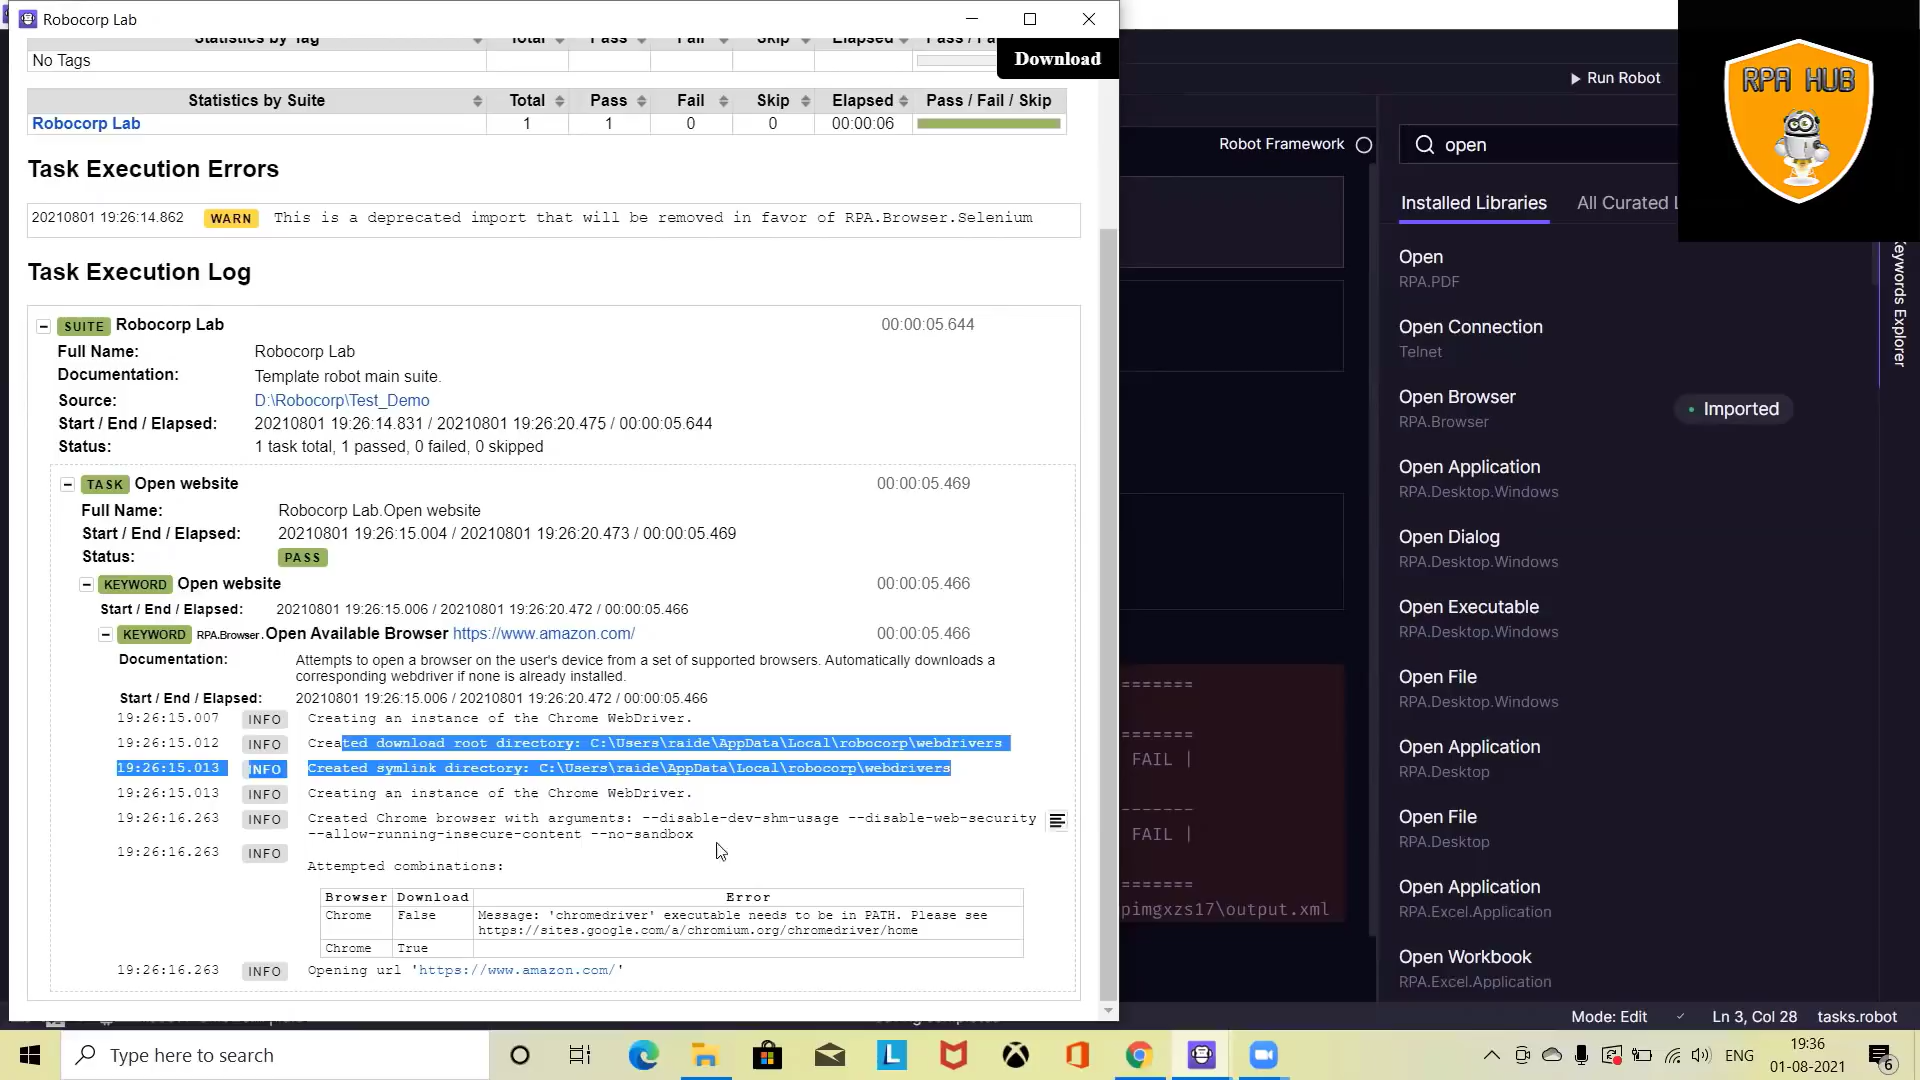 Robocorp Lab
Statistics by Tag Total Pass Fail Skip Elapsed
No Tags
Download
Statistics by Suite Total Pass Fail Skip Elapsed Pass / Fail / Skip
Robocorp Lab 1 1 0 0 00:00:06
Task Execution Errors
20210801 19:26:14.862 WARN This is a deprecated import that will be removed in favor of RPA.Browser.Selenium
Task Execution Log
SUITE Robocorp Lab 00:00:05.644
Full Name: Robocorp Lab
Documentation: Template robot main suite.
Source: D:\Robocorp\Test_Demo
Start / End / Elapsed: 20210801 19:26:14.831 / 20210801 19:26:20.475 / 00:00:05.644
Status: 1 task total, 1 passed, 0 failed, 0 skipped
TASK Open website 00:00:05.469
Full Name: Robocorp Lab.Open website
Start / End / Elapsed: 20210801 19:26:15.004 / 20210801 19:26:20.473 / 00:00:05.469
Status: PASS
KEYWORD Open website 00:00:05.466
Start / End / Elapsed: 20210801 19:26:15.006 / 20210801 19:26:20.472 / 00:00:05.466
KEYWORD RPA.Browser.Open Available Browser https://www.amazon.com/ 00:00:05.466
Documentation: Attempts to open a browser on the user's device from a set of supported browsers. Automatically downloads a
corresponding webdriver if none is already installed.
Start / End / Elapsed: 20210801 19:26:15.006 / 20210801 19:26:20.472 / 00:00:05.466
19:26:15.007 INFO Creating an instance of the Chrome WebDriver.
19:26:15.012 INFO Created download root directory: C:\Users\raide\AppData\Local\robocorp\webdrivers
19:26:15.013 INFO Created symlink directory: C:\Users\raide\AppData\Local\robocorp\webdrivers
19:26:15.013 INFO Creating an instance of the Chrome WebDriver.
19:26:16.263 INFO Created Chrome browser with arguments: --disable-dev-shm-usage --disable-web-security
--allow-running-insecure-content --no-sandbox
19:26:16.263 INFO
Attempted combinations:
Browser Download Error
Chrome False Message: 'chromedriver' executable needs to be in PATH. Please see
https://sites.google.com/a/chromium.org/chromedriver/home
Chrome True
19:26:16.263 INFO Opening url 'https://www.amazon.com/'
Run Robot
RPA HUB
Robot Framework
open
Installed Libraries All Curated L
Keywords Explorer
Open
RPA.PDF
Open Connection
Telnet
Open Browser
RPA.Browser
Imported
Open Application
RPA.Desktop.Windows
Open Dialog
RPA.Desktop.Windows
Open Executable
RPA.Desktop.Windows
Open File
RPA.Desktop.Windows
Open Application
RPA.Desktop
Open File
RPA.Desktop
Open Application
RPA.Excel.Application
Open Workbook
RPA.Excel.Application
=======
=======
FAIL |
-------
FAIL |
=======
pimgxzs17\output.xml
Mode: Edit Ln 3, Col 28 tasks.robot
Type here to search
ENG
19:36
01-08-2021
6